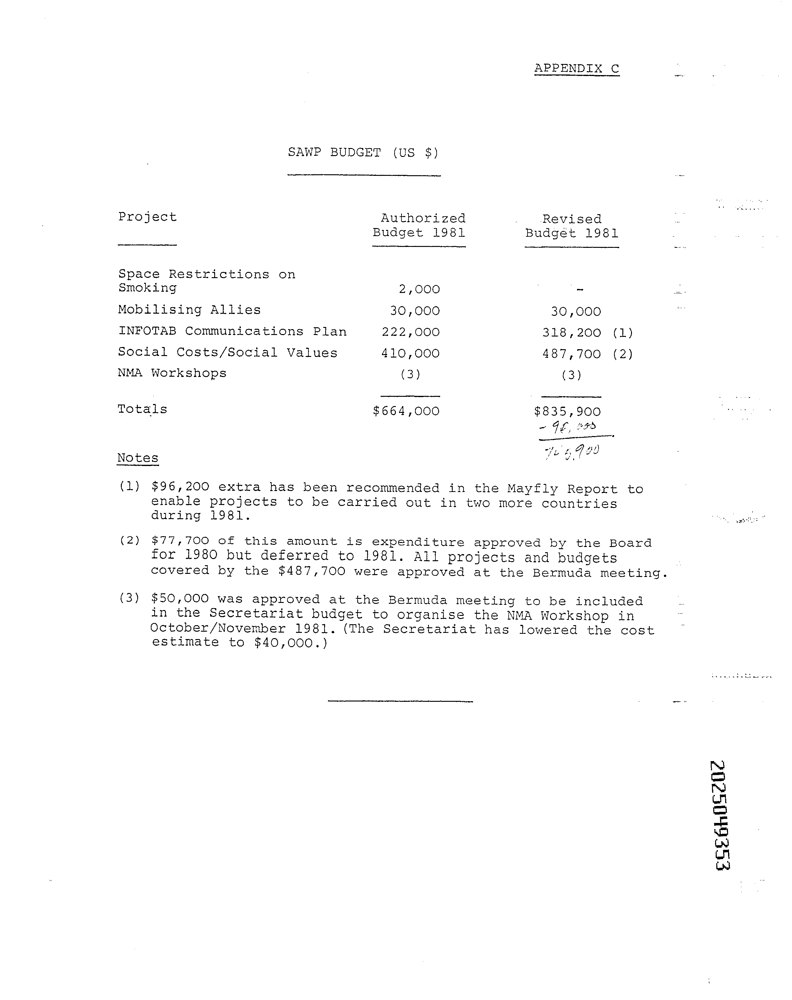 APPENDIX C
SAWP BUDGET (US $)
Project Authorized Revised
Budget 1981 Budget 1981
Space Restrictions on
Smoking 2,000 –
Mobilising Allies 30,000 30,000
INFOTAB Communications Plan 222,000 318,200 (1)
Social Costs/Social Values 410,000 487,700 (2)
NMA Workshops (3) (3)
Totals $664,000 $835,900
Notes
(1) $96,200 extra has been recommended in the Mayfly Report to
enable projects to be carried out in two more countries
during 1981.
(2) $77,700 of this amount is expenditure approved by the Board
for 1980 but deferred to 1981. All projects and budgets
covered by the $487,700 were approved at the Bermuda meeting.
(3) $50,000 was approved at the Bermuda meeting to be included
in the Secretariat budget to organise the NMA Workshop in
October/November 1981. (The Secretariat has lowered the cost
estimate to $40,000.)
2025049353